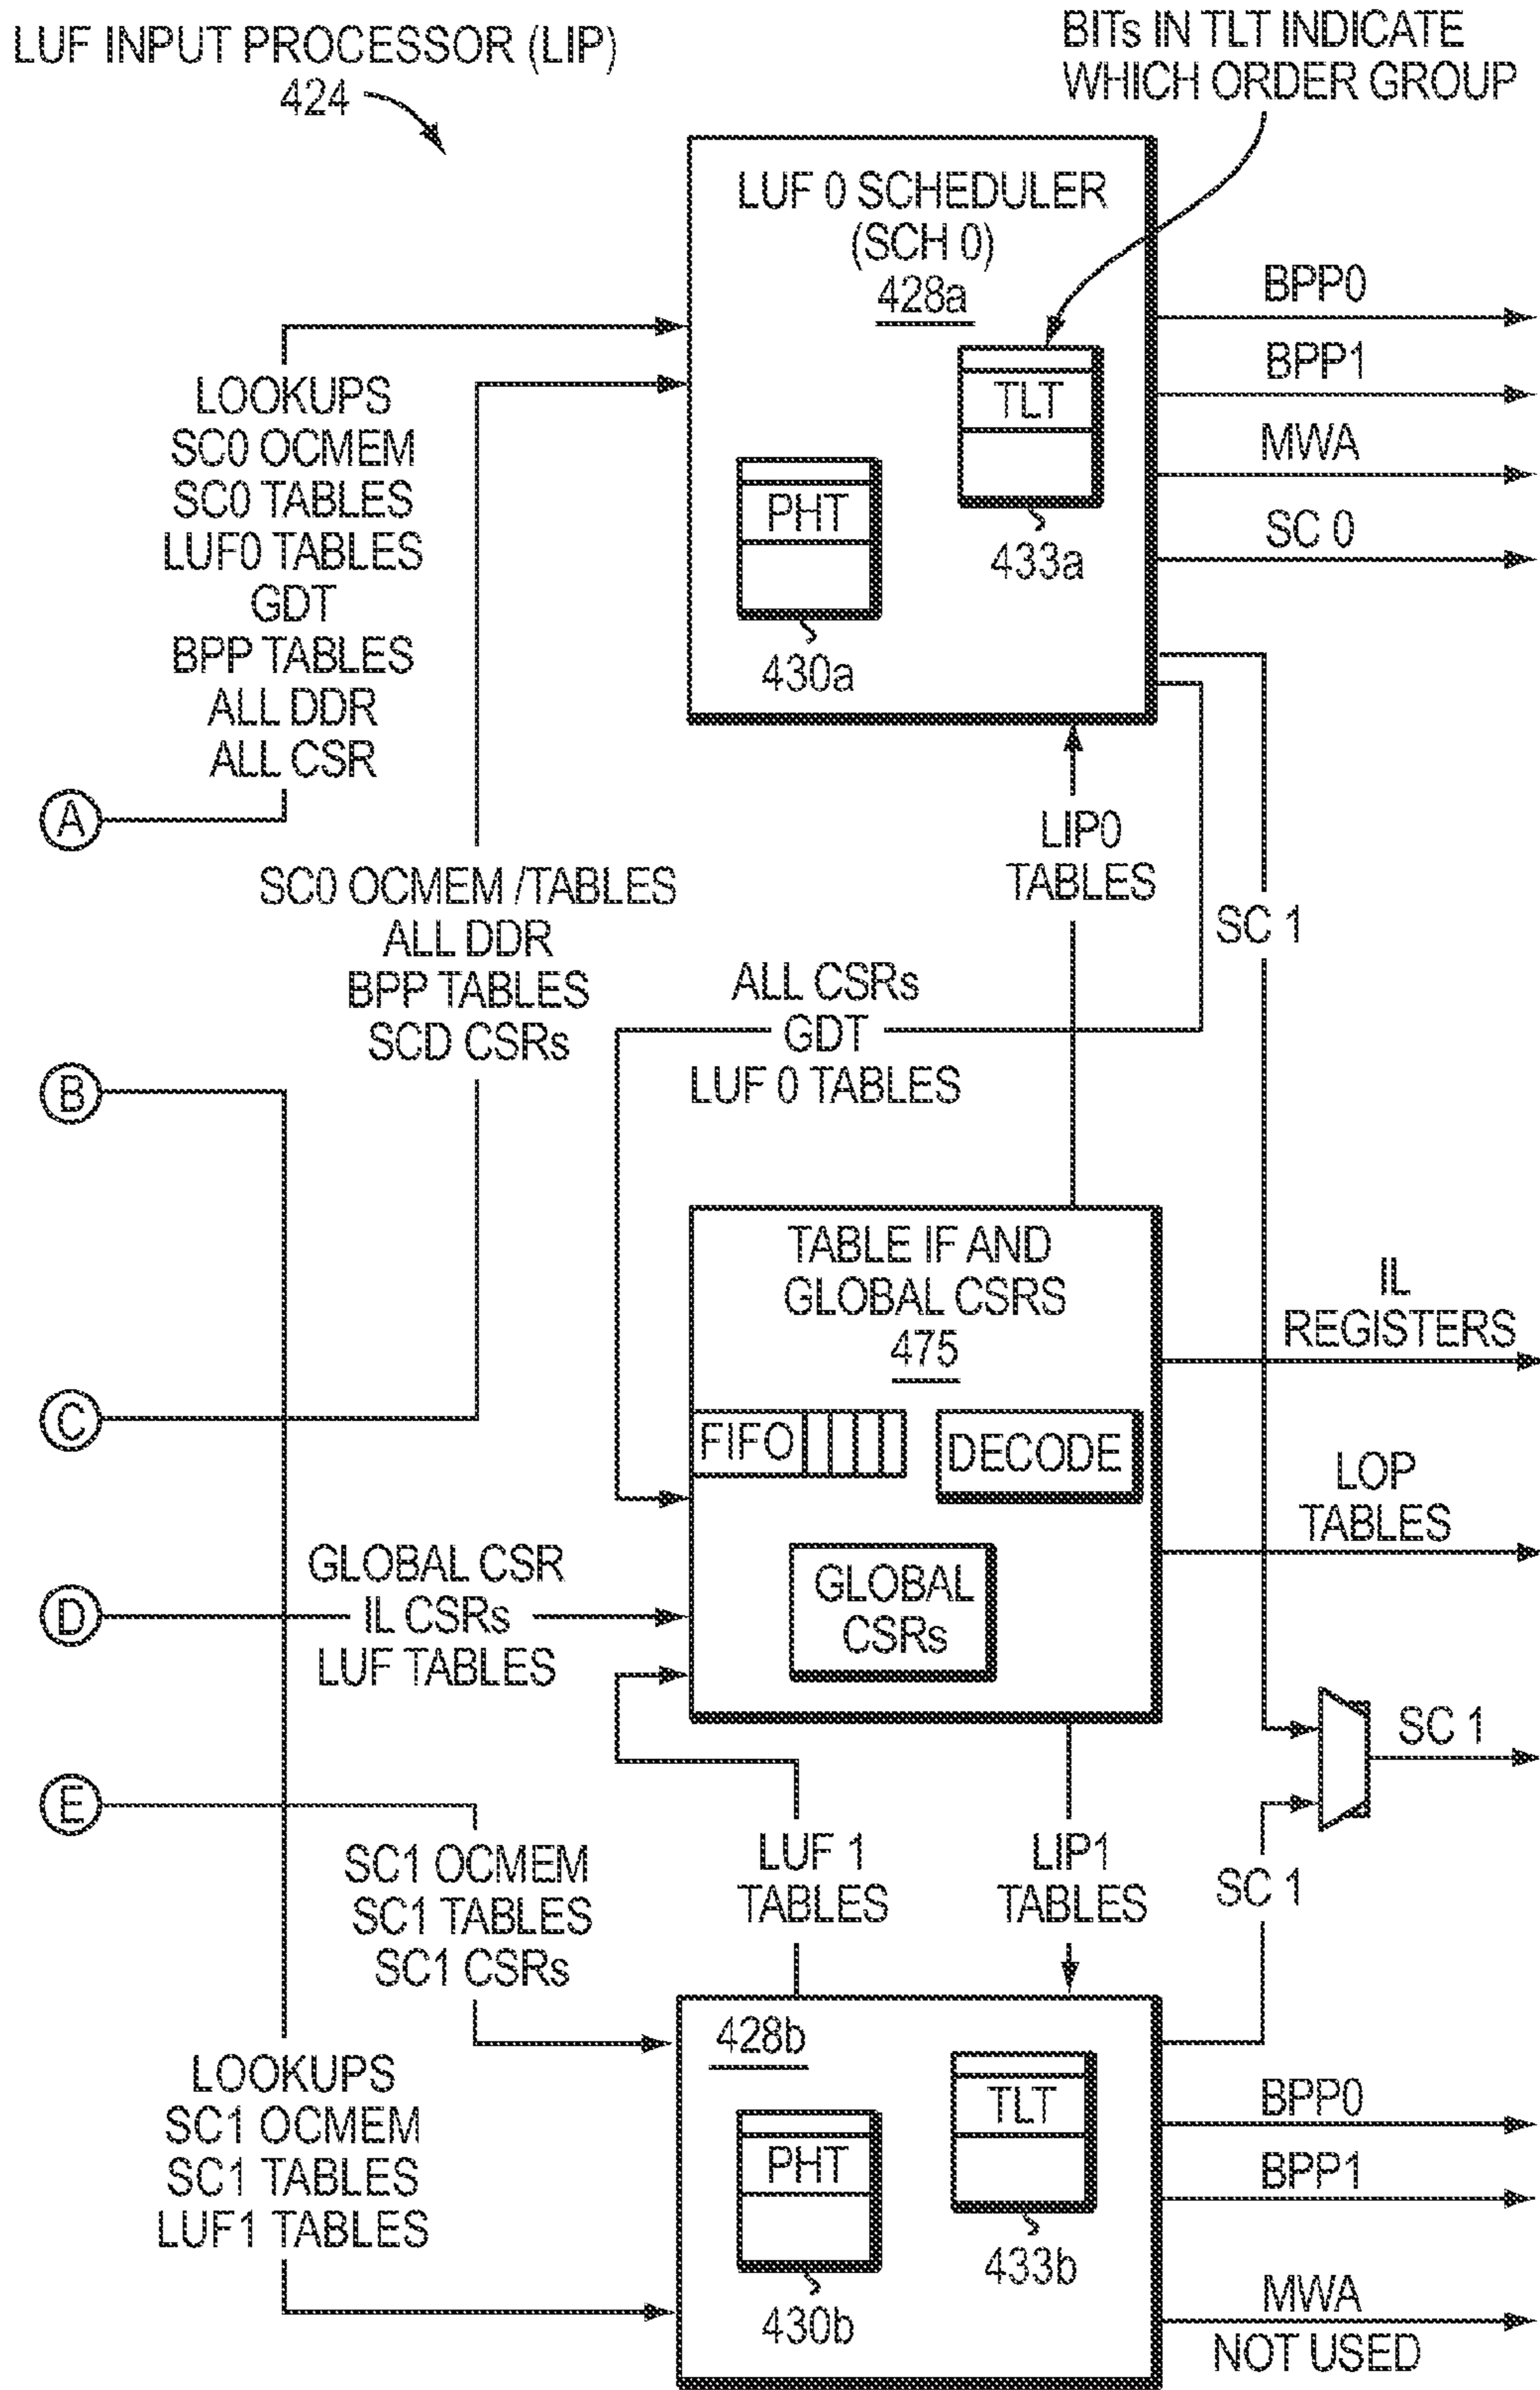 LUF INPUT PROCESSOR (LIP)
424
BITs IN TLT INDICATE
WHICH ORDER GROUP
LUF 0 SCHEDULER
(SCH 0)
428a
TLT
433a
PHT
430a
BPP0
BPP1
MWA
SC 0
LOOKUPS
SC0 OCMEM
SC0 TABLES
LUF0 TABLES
GDT
BPP TABLES
ALL DDR
ALL CSR
A
LIP0
TABLES
SC 1
SC0 OCMEM /TABLES
ALL DDR
BPP TABLES
SCD CSRs
ALL CSRs
GDT
LUF 0 TABLES
B
TABLE IF AND
GLOBAL CSRS
475
FIFO
DECODE
GLOBAL
CSRs
IL
REGISTERS
LOP
TABLES
C
D
GLOBAL CSR
IL CSRs
LUF TABLES
SC 1
E
SC1 OCMEM
SC1 TABLES
SC1 CSRs
LUF 1
TABLES
LIP1
TABLES
SC 1
LOOKUPS
SC1 OCMEM
SC1 TABLES
LUF1 TABLES
428b
TLT
433b
PHT
430b
BPP0
BPP1
MWA
NOT USED